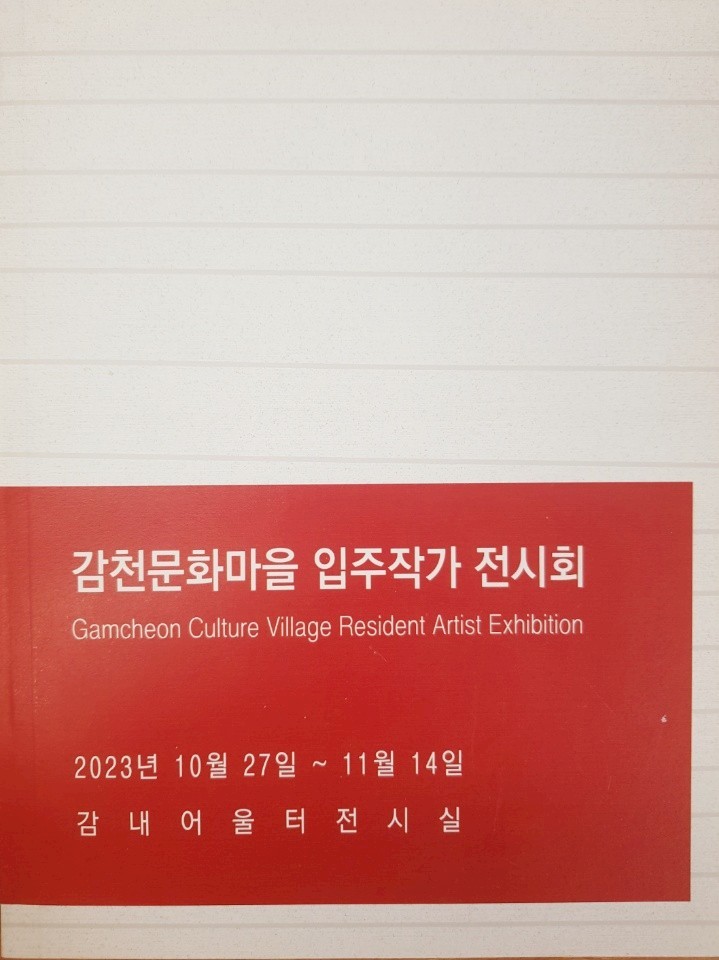 감천문화마을 입주작가 전시회
Gamcheon Culture Village Resident Artist Exhibition
2023년 10월 27일 ~ 11월 14일
감 내 어 울 터 전 시 실